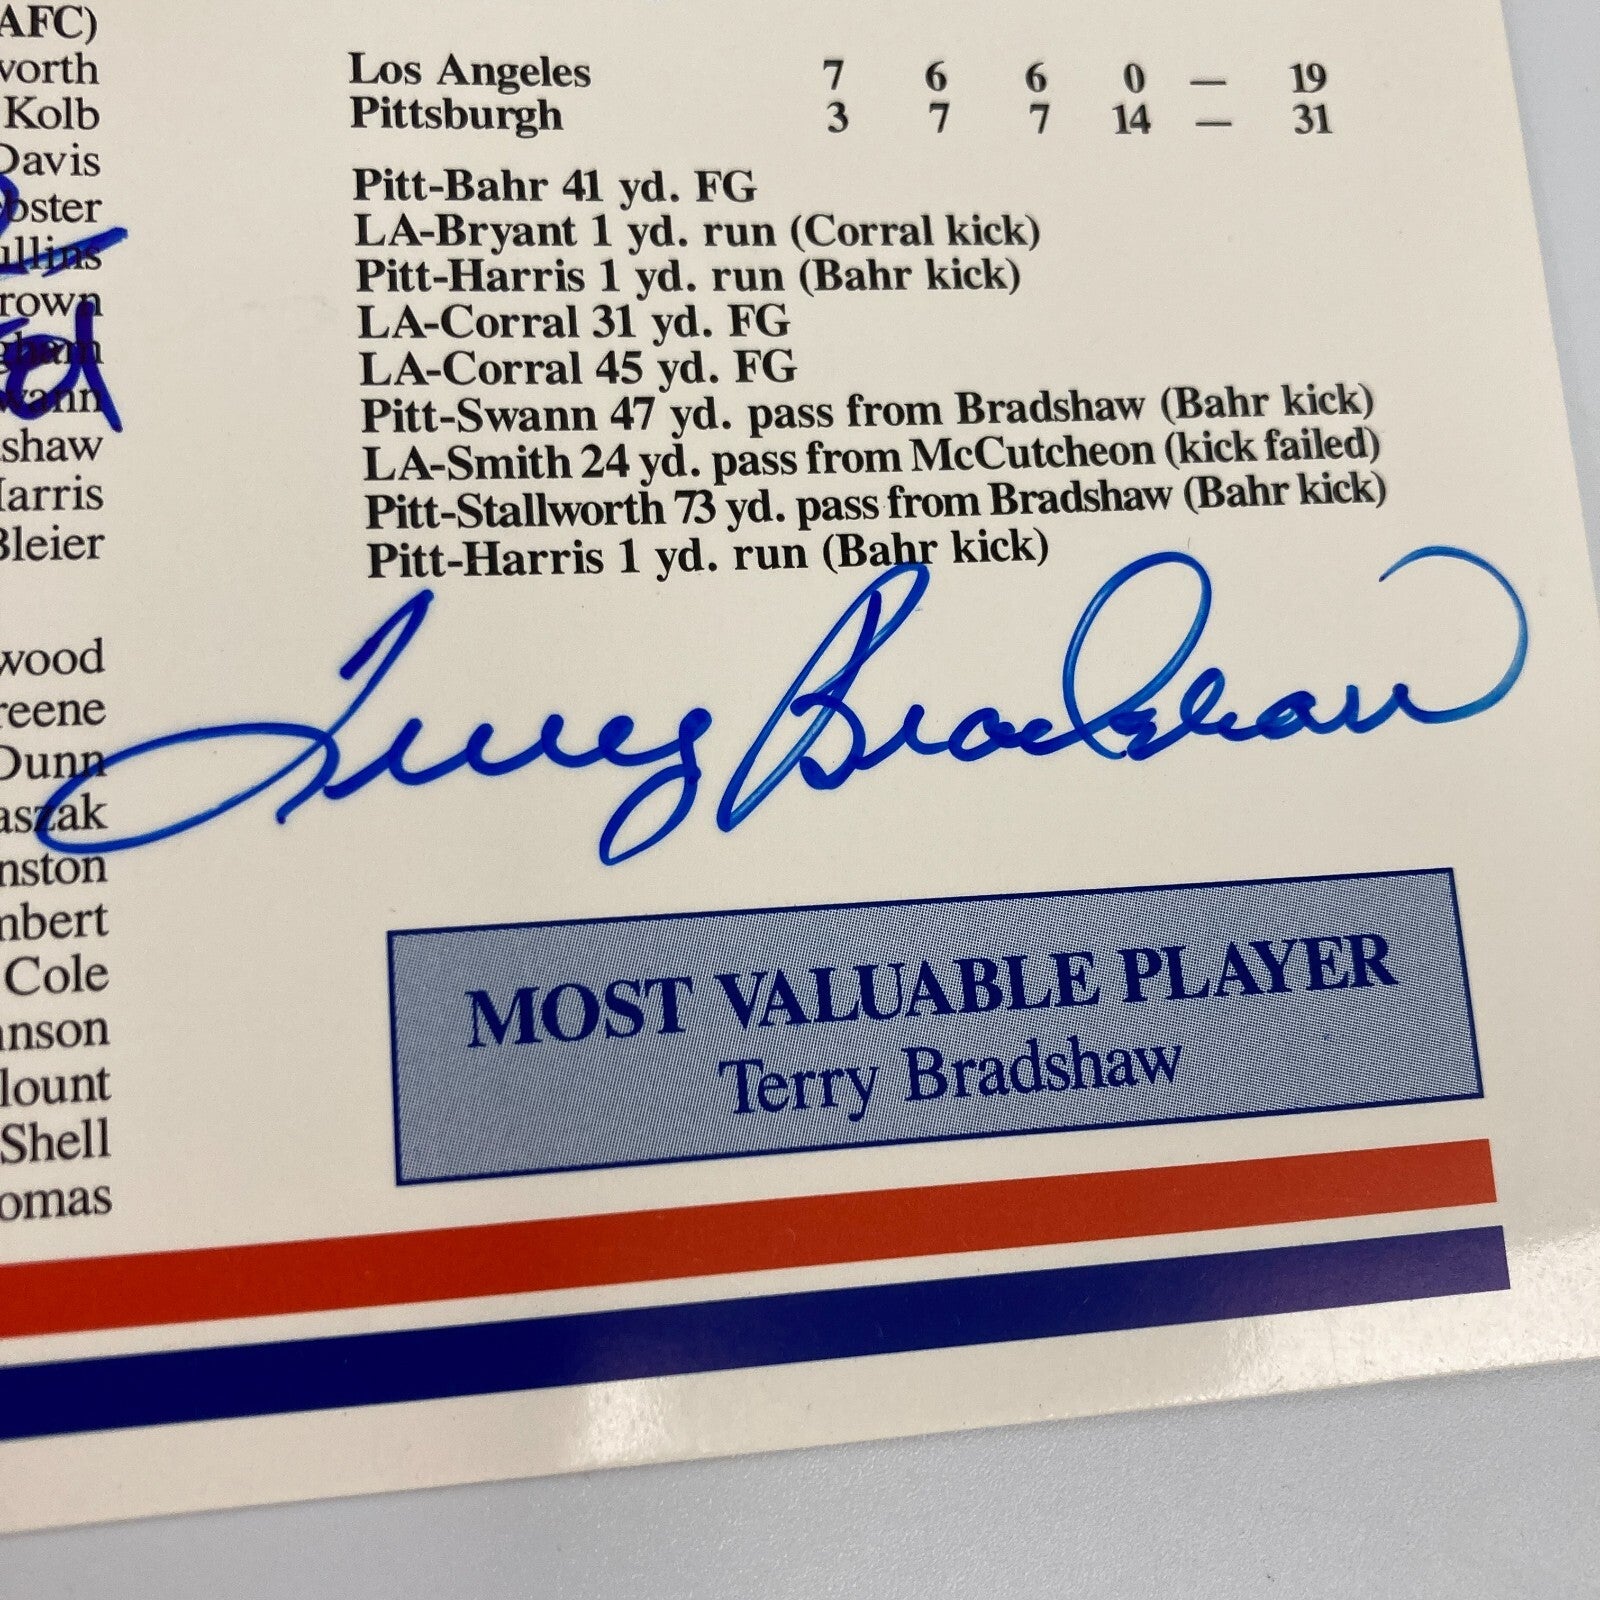 AFC)
worth
Kolb
Davis
bster
ullins
rown
gham
wann
shaw
Harris
Bleier
wood
reene
Dunn
aszak
nston
mbert
Cole
anson
lount
Shell
omas
Los Angeles 7 6 6 0 — 19
Pittsburgh 3 7 7 14 — 31
Pitt-Bahr 41 yd. FG
LA-Bryant 1 yd. run (Corral kick)
Pitt-Harris 1 yd. run (Bahr kick)
LA-Corral 31 yd. FG
LA-Corral 45 yd. FG
Pitt-Swann 47 yd. pass from Bradshaw (Bahr kick)
LA-Smith 24 yd. pass from McCutcheon (kick failed)
Pitt-Stallworth 73 yd. pass from Bradshaw (Bahr kick)
Pitt-Harris 1 yd. run (Bahr kick)
Terry Bradshaw
MOST VALUABLE PLAYER
Terry Bradshaw